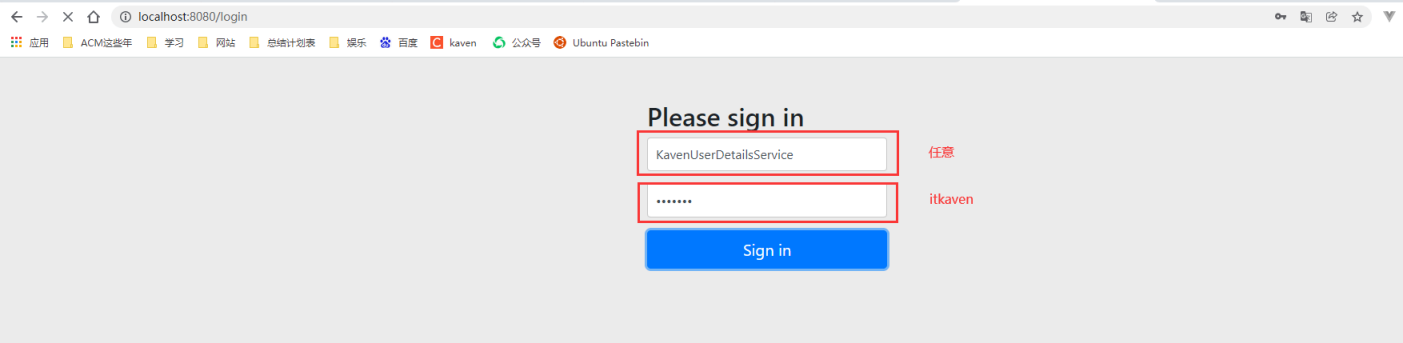 localhost:8080/login
应用 ACM这些年 学习 网站 总结计划表 娱乐 百度 kaven 公众号 Ubuntu Pastebin
Please sign in
KavenUserDetailsService 任意
••••••• itkaven
Sign in